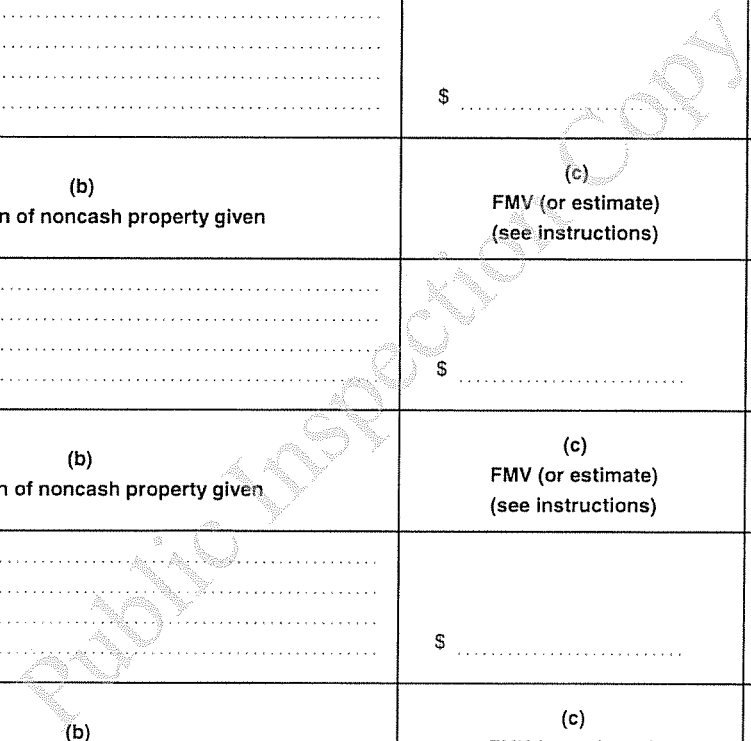 $
(b)
(c)
n of noncash property given
FMV (or estimate)
(see instructions)
$
(b)
(c)
n of noncash property given
FMV (or estimate)
(see instructions)
$
(b)
(c)
Public Inspection Copy